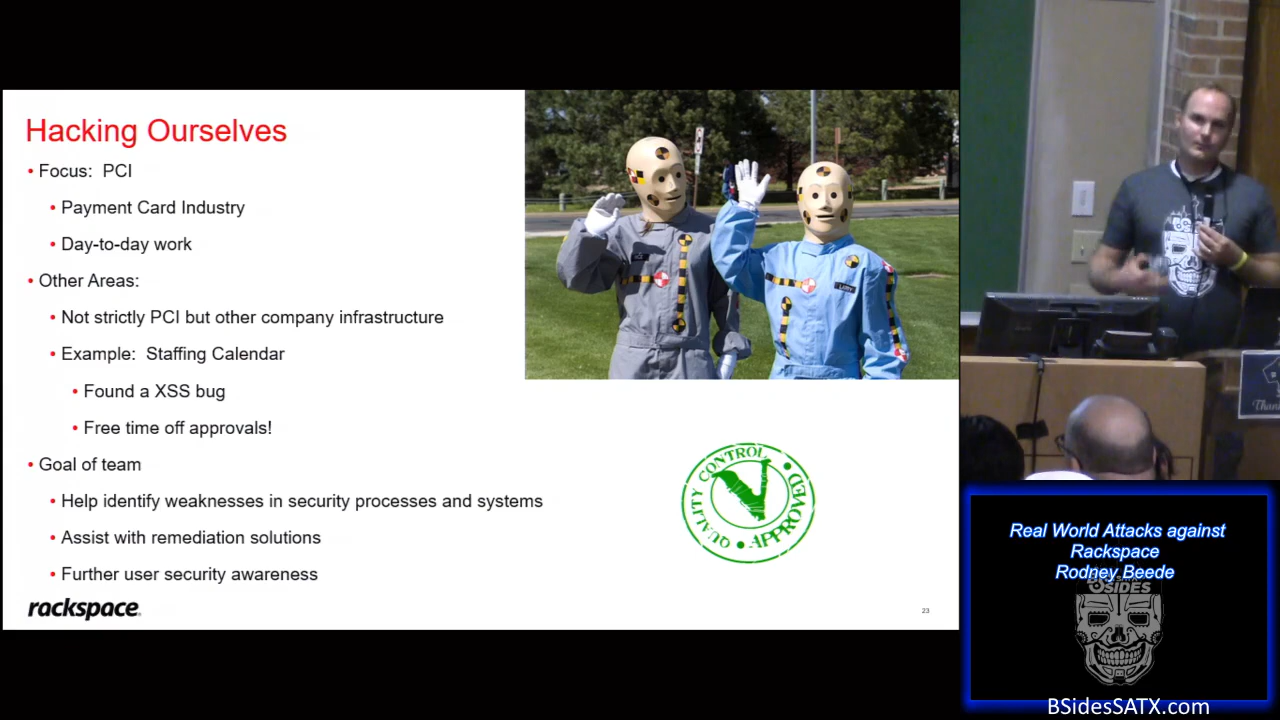 Hacking Ourselves
• Focus: PCI
• Payment Card Industry
• Day-to-day work
• Other Areas:
• Not strictly PCI but other company infrastructure
• Example: Staffing Calendar
• Found a XSS bug
• Free time off approvals!
• Goal of team
• Help identify weaknesses in security processes and systems
• Assist with remediation solutions
• Further user security awareness
rackspace.
23
QUALITY CONTROL
• APPROVED •
Real World Attacks against
Rackspace
Rodney Beede
BSIDES
BSidesSATX.com